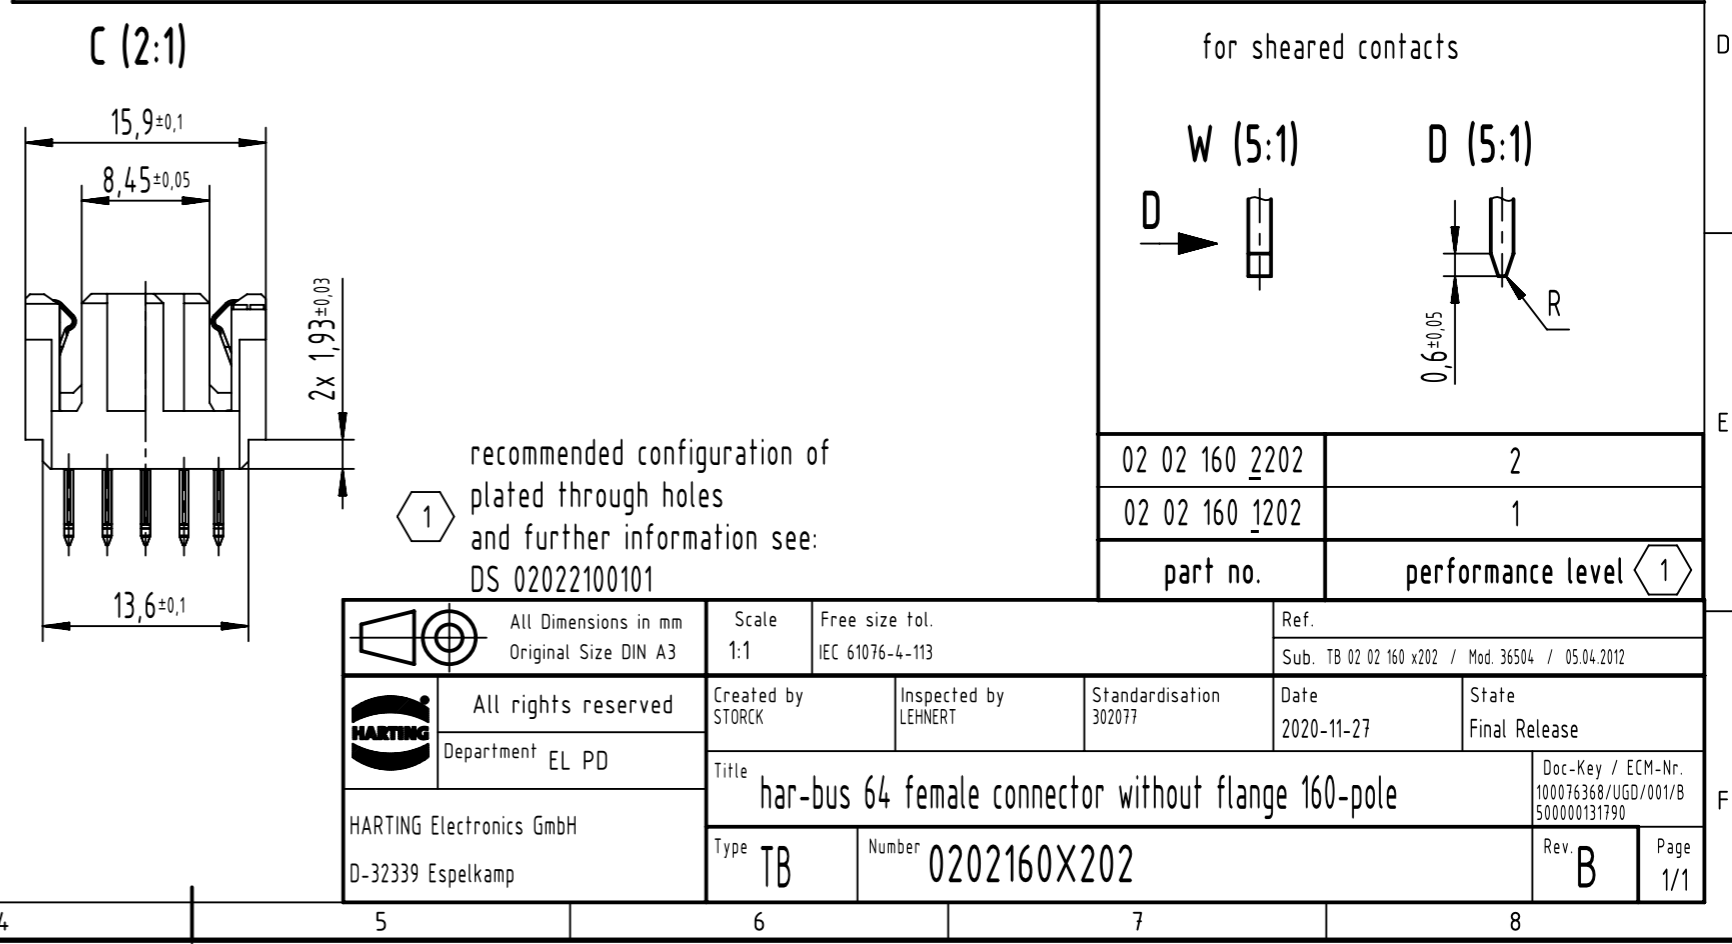 C (2:1)
15,9±0,1
8,45±0,05
2x 1,93±0,03
13,6±0,1
1
recommended configuration of
plated through holes
and further information see:
DS 02022100101
for sheared contacts
W (5:1)
D (5:1)
D
R
0,6±0,05
02 02 160 2202
2
02 02 160 1202
1
part no.
performance level 1
All Dimensions in mm
Original Size DIN A3
Scale
1:1
Free size tol.
IEC 61076-4-113
Ref.
Sub. TB 02 02 160 x202 / Mod. 36504 / 05.04.2012
HARTING
All rights reserved
Department EL PD
Created by
STORCK
Inspected by
LEHNERT
Standardisation
302077
Date
2020-11-27
State
Final Release
HARTING Electronics GmbH
D-32339 Espelkamp
Title har-bus 64 female connector without flange 160-pole
Doc-Key / ECM-Nr.
100076368/UGD/001/B
500000131790
Type TB
Number 0202160X202
Rev. B
Page
1/1
D
E
F
4
5
6
7
8